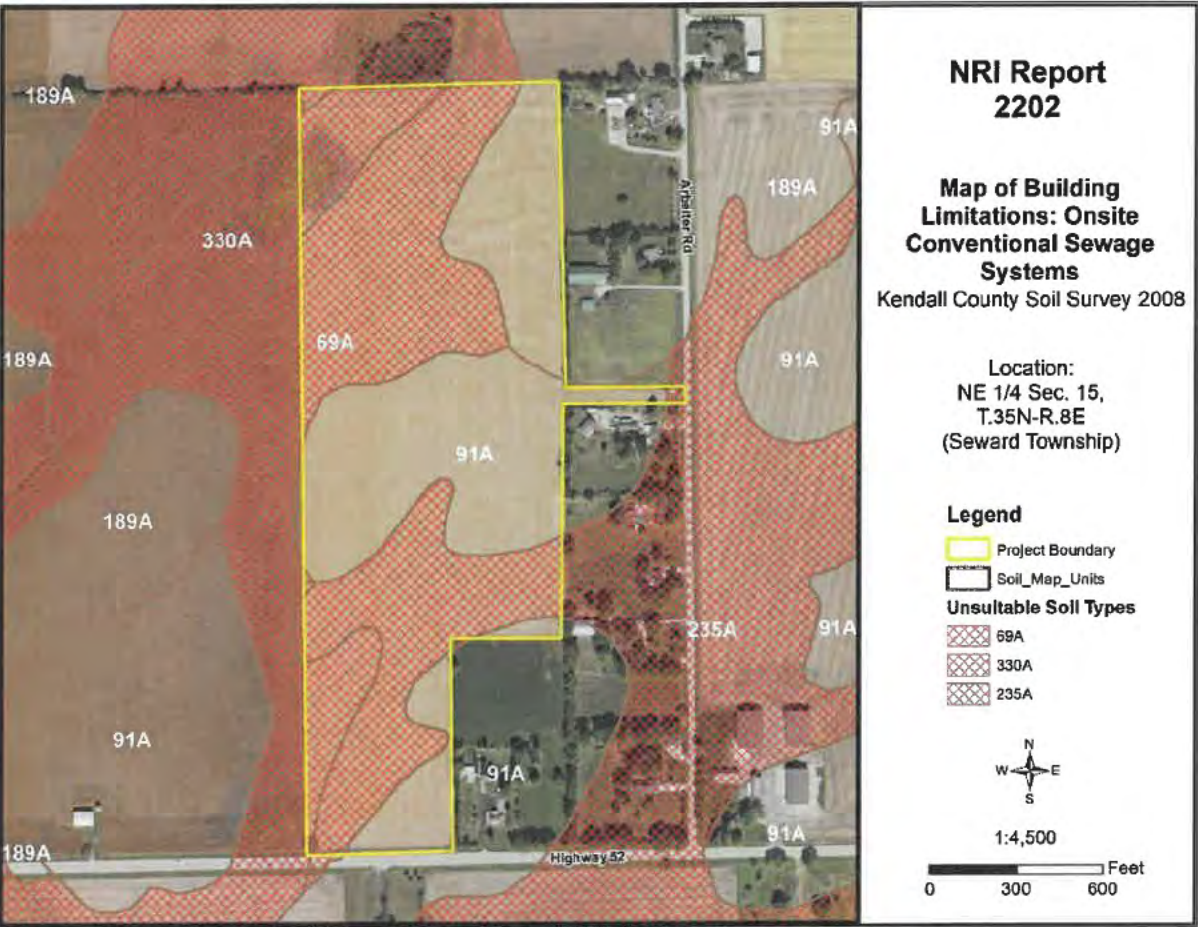 189A
91A
189A
330A
Arbeiter Rd
69A
189A
91A
91A
189A
235A
91A
91A
91A
189A
91A
Highway 52
NRI Report
2202
Map of Building
Limitations: Onsite
Conventional Sewage
Systems
Kendall County Soil Survey 2008
Location:
NE 1/4 Sec. 15,
T.35N-R.8E
(Seward Township)
Legend
Project Boundary
Soil_Map_Units
Unsuitable Soil Types
69A
330A
235A
N
W E
S
1:4,500
Feet
0 300 600